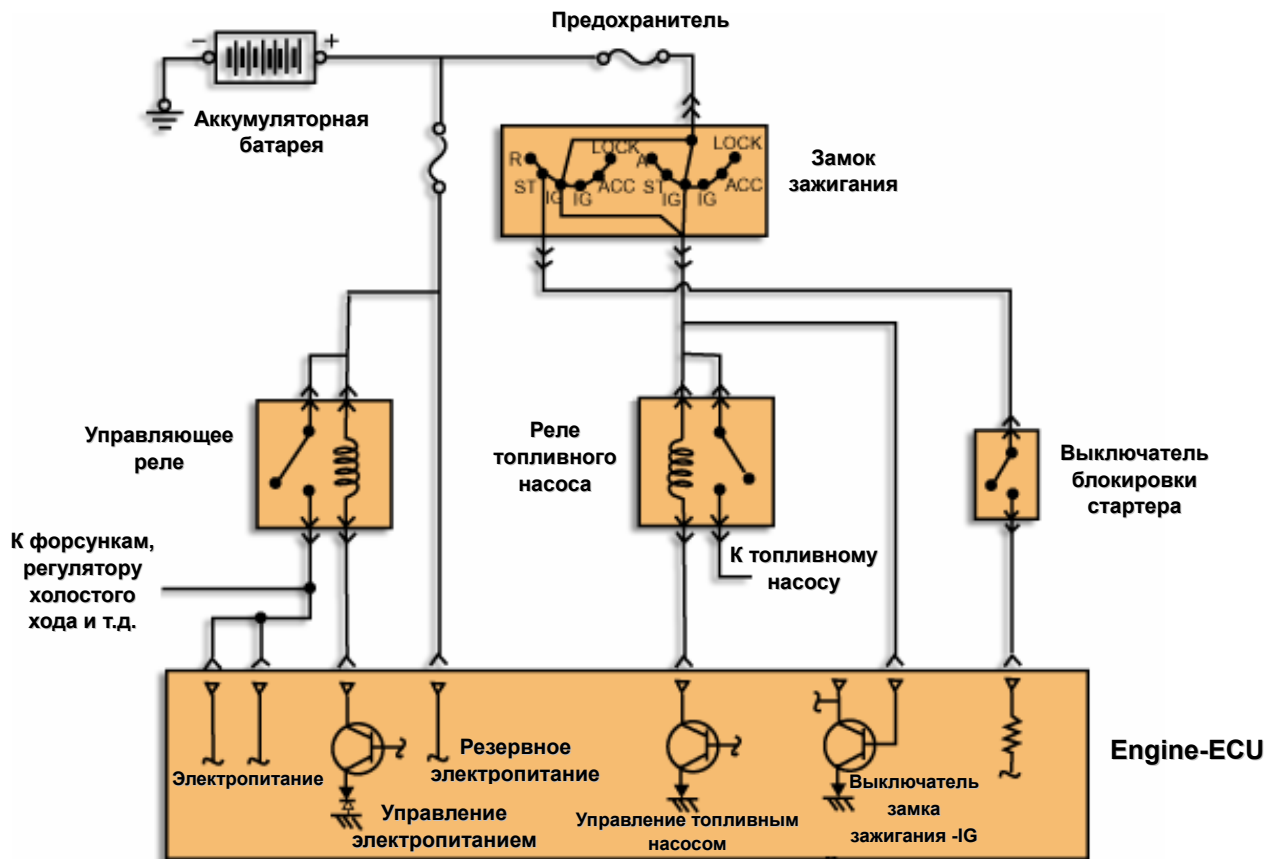 Предохранитель
− +
Аккумуляторная
батарея
LOCK LOCK
R A
ST ACC ST ACC
IG IG IG IG
Замок
зажигания
Управляющее
реле
Реле
топливного
насоса
Выключатель
блокировки
стартера
К форсункам,
регулятору
холостого
хода и т.д.
К топливному
насосу
Электропитание
Резервное
электропитание
Управление
электропитанием
Управление топливным
насосом
Выключатель
замка
зажигания -IG
Engine-ECU